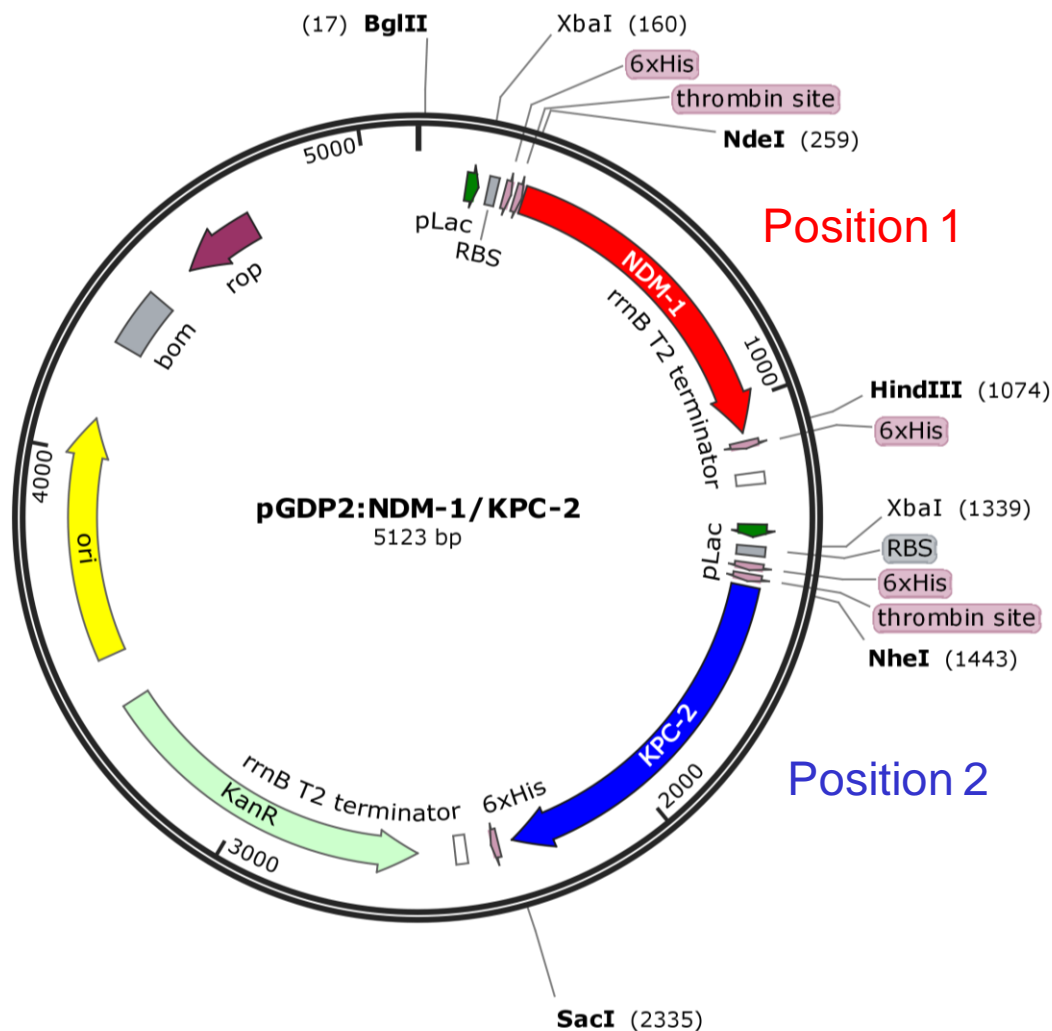 (17) BglII
XbaI (160)
6xHis
thrombin site
NdeI (259)
5000
pLac
RBS
Position 1
NDM-1
rrnB T2 terminator
rop
bom
1000
HindIII (1074)
6xHis
4000
pGDP2:NDM-1/KPC-2
5123 bp
XbaI (1339)
pLac
RBS
6xHis
thrombin site
NheI (1443)
ori
KPC-2
Position 2
2000
rrnB T2 terminator
6xHis
KanR
3000
SacI (2335)